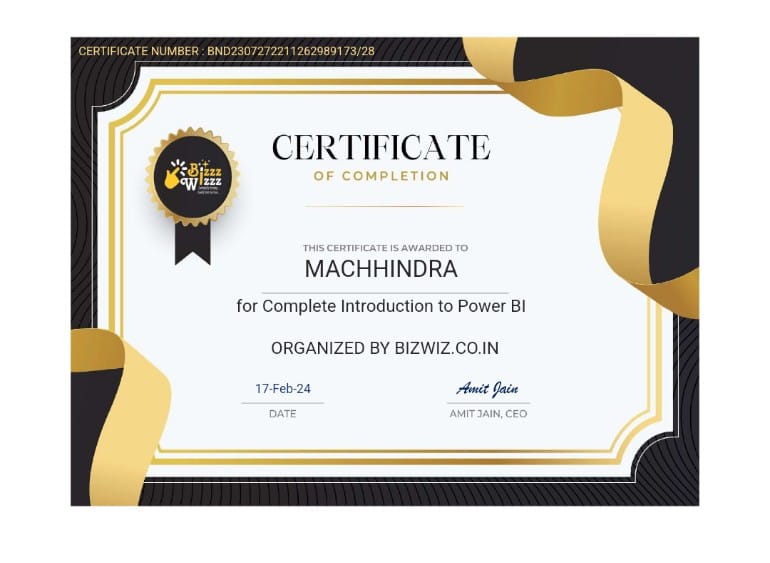 CERTIFICATE NUMBER : BND2307272211262989173/28
CERTIFICATE
OF COMPLETION
Bizzz
Wizzz
THIS CERTIFICATE IS AWARDED TO
MACHHINDRA
for Complete Introduction to Power BI
ORGANIZED BY BIZWIZ.CO.IN
17-Feb-24
Amit Jain
DATE
AMIT JAIN, CEO